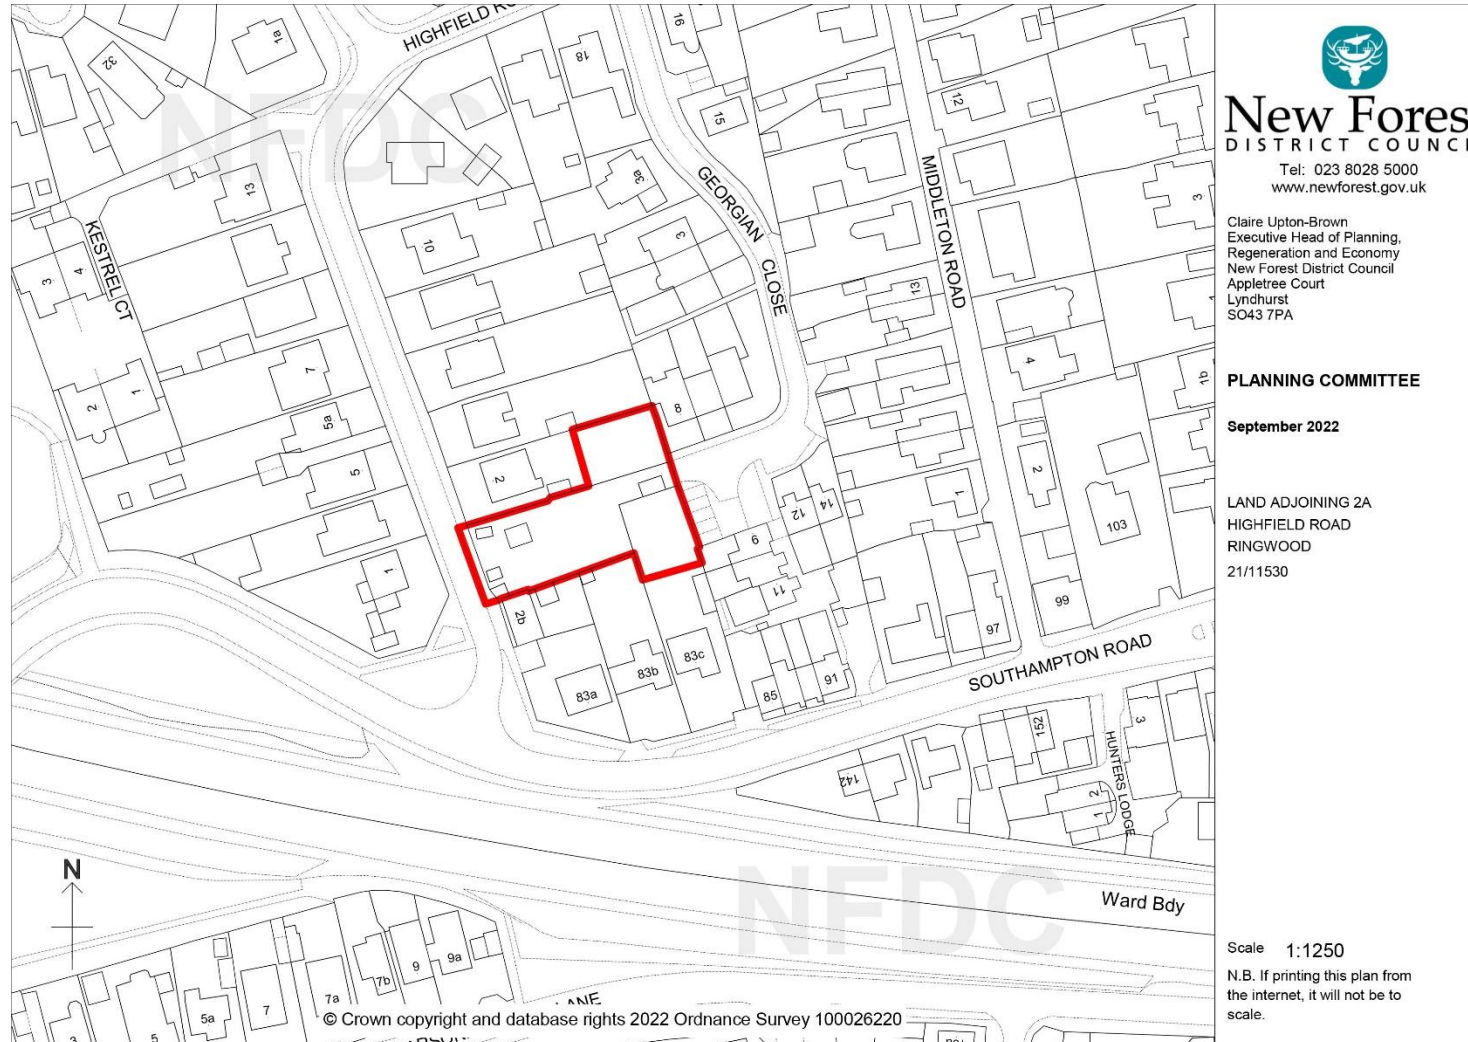 HIGHFIELD
1a
32
16
18
15
12
NFDC
3a
GEORGIAN CLOSE
MIDDLETON ROAD
3
13
10
3
KESTREL CT
3
4
13
4
1b
7
1
2
5a
8
2
5
2
12
14
1
103
9
11
1
2b
99
97
83a
83b
83c
85
91
SOUTHAMPTON ROAD
152
3
HUNTERS LODGE
142
2
1
N
NFDC
Ward Bdy
9a
9
7b
7a
7
5a
5
3
LANE
© Crown copyright and database rights 2022 Ordnance Survey 100026220
New Fores
DISTRICT COUNCI
Tel: 023 8028 5000
www.newforest.gov.uk
Claire Upton-Brown
Executive Head of Planning,
Regeneration and Economy
New Forest District Council
Appletree Court
Lyndhurst
SO43 7PA
PLANNING COMMITTEE
September 2022
LAND ADJOINING 2A
HIGHFIELD ROAD
RINGWOOD
21/11530
Scale 1:1250
N.B. If printing this plan from
the internet, it will not be to
scale.